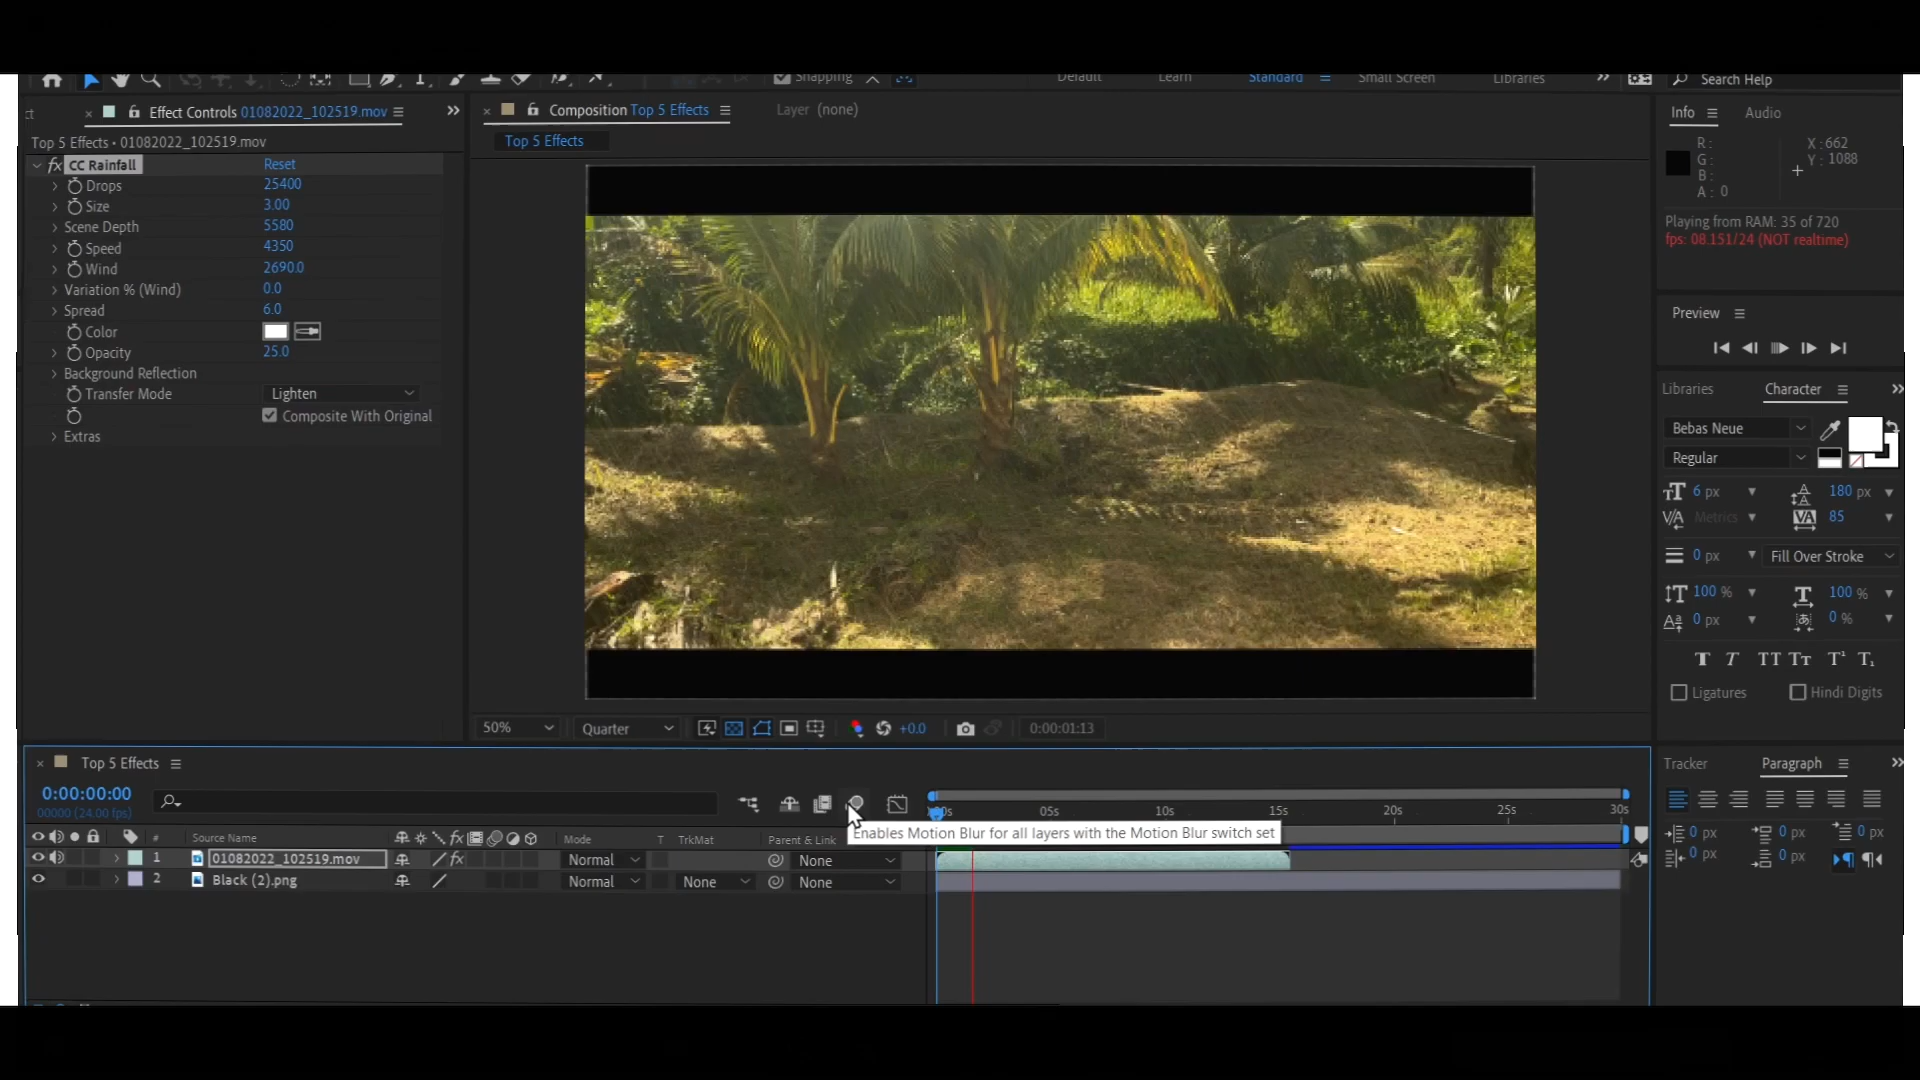 Snapping
Default
Learn
Standard
Small Screen
Libraries
Search Help
Effect Controls 01082022_102519.mov
Top 5 Effects • 01082022_102519.mov
fx CC Rainfall Reset
Drops 25400
Size 3.00
Scene Depth 5580
Speed 4350
Wind 2690.0
Variation % (Wind) 0.0
Spread 6.0
Color
Opacity 25.0
Background Reflection
Transfer Mode Lighten
Composite With Original
Extras
Composition Top 5 Effects
Layer (none)
Top 5 Effects
50%
Quarter
+0.0
0:00:01:13
Info
Audio
R :
G :
B :
A : 0
X : 662
Y : 1088
Playing from RAM: 35 of 720
fps: 08.151/24 (NOT realtime)
Preview
Libraries
Character
Bebas Neue
Regular
6 px
180 px
Metrics
85
0 px
Fill Over Stroke
100 %
100 %
0 px
0 %
Ligatures
Hindi Digits
Tracker
Paragraph
0 px
0 px
0 px
0 px
0 px
Top 5 Effects
0:00:00:00
00000 (24.00 fps)
05s
10s
15s
20s
25s
30s
Enables Motion Blur for all layers with the Motion Blur switch set
# Source Name fx Mode T TrkMat Parent & Link
1 01082022_102519.mov fx Normal None
2 Black (2).png Normal None None